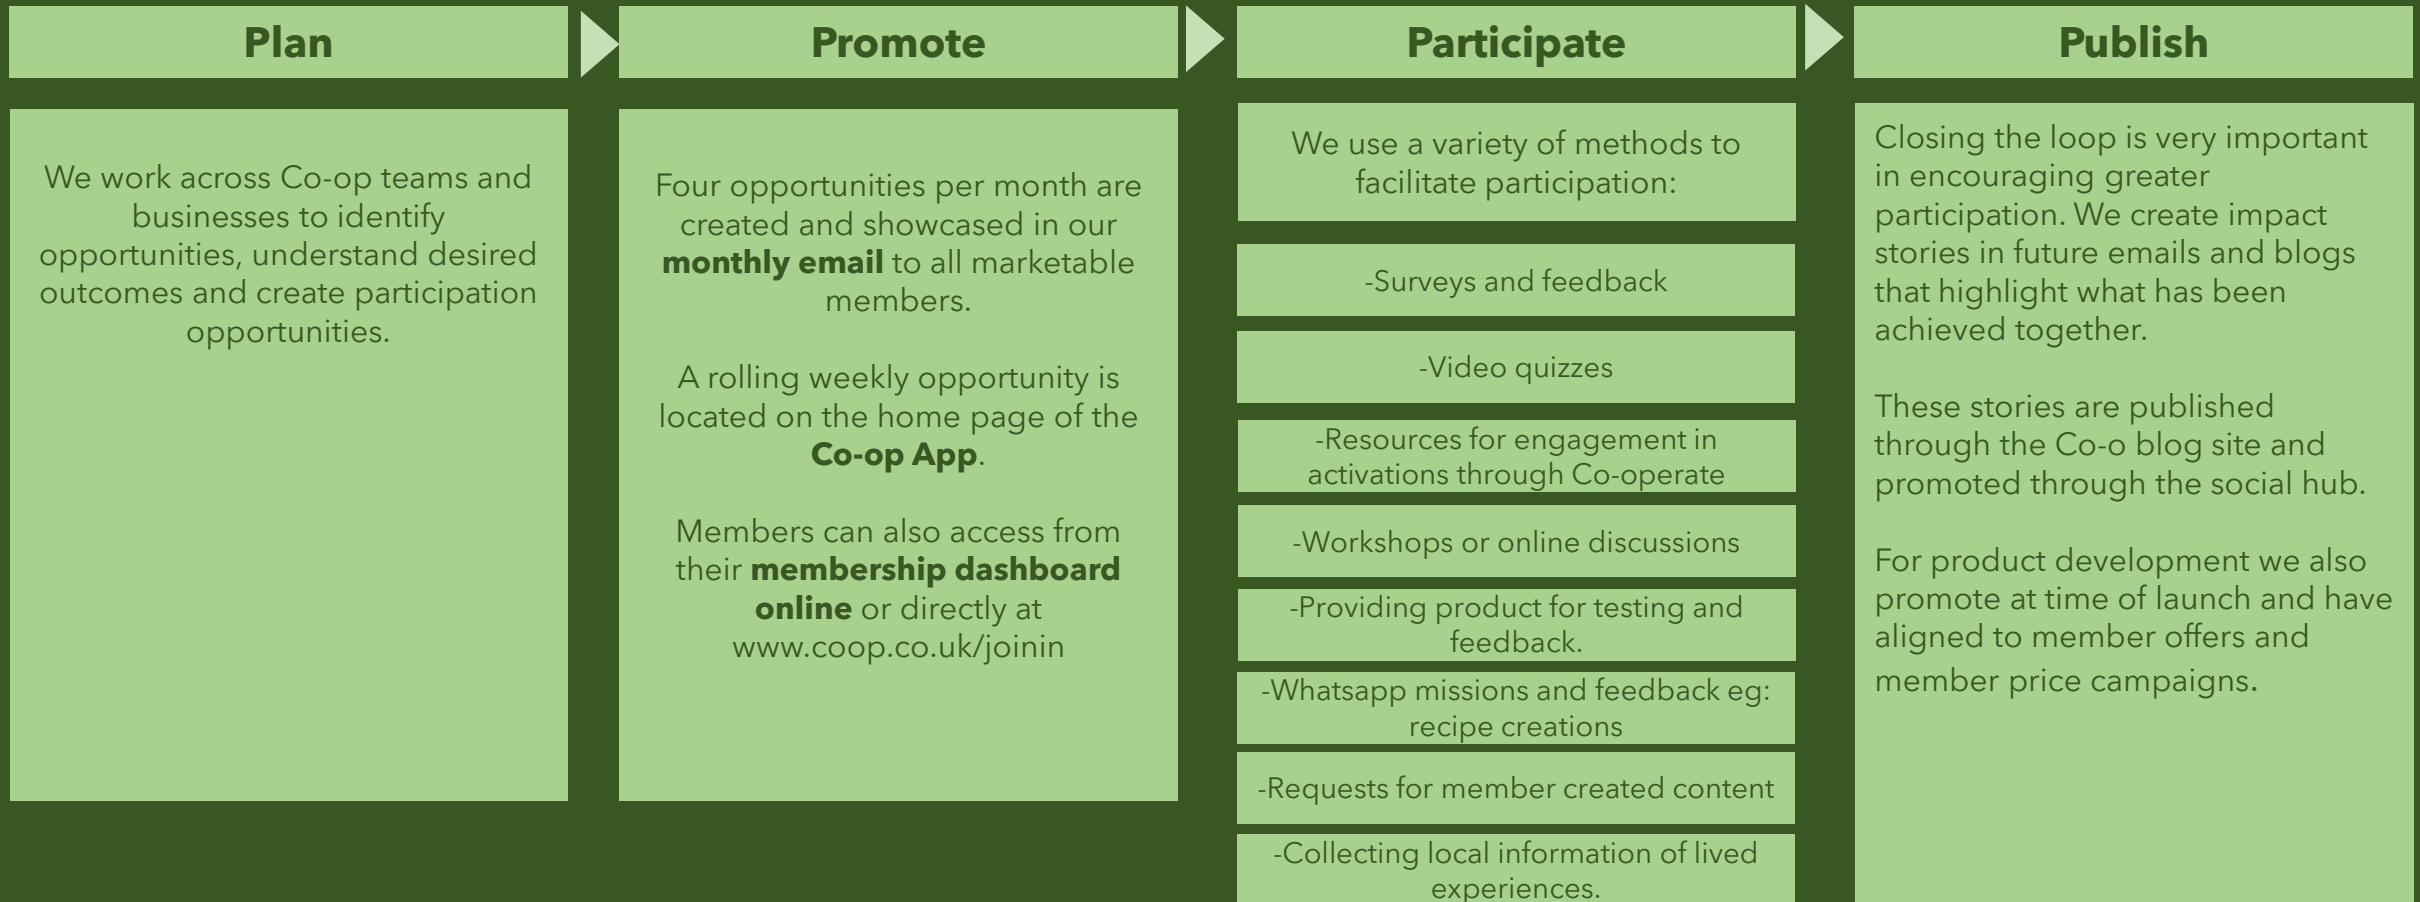 Plan
We work across Co-op teams and
businesses to identify
opportunities, understand desired
outcomes and create participation
opportunities.
Promote
Four opportunities per month are
created and showcased in our
monthly email to all marketable
members.
A rolling weekly opportunity is
located on the home page of the
Co-op App.
Members can also access from
their membership dashboard
online or directly at
www.coop.co.uk/joinin
Participate
We use a variety of methods to
facilitate participation:
-Surveys and feedback
-Video quizzes
-Resources for engagement in
activations through Co-operate
-Workshops or online discussions
-Providing product for testing and
feedback.
-Whatsapp missions and feedback eg:
recipe creations
-Requests for member created content
-Collecting local information of lived
experiences.
Publish
Closing the loop is very important
in encouraging greater
participation. We create impact
stories in future emails and blogs
that highlight what has been
achieved together.
These stories are published
through the Co-o blog site and
promoted through the social hub.
For product development we also
promote at time of launch and have
aligned to member offers and
member price campaigns.